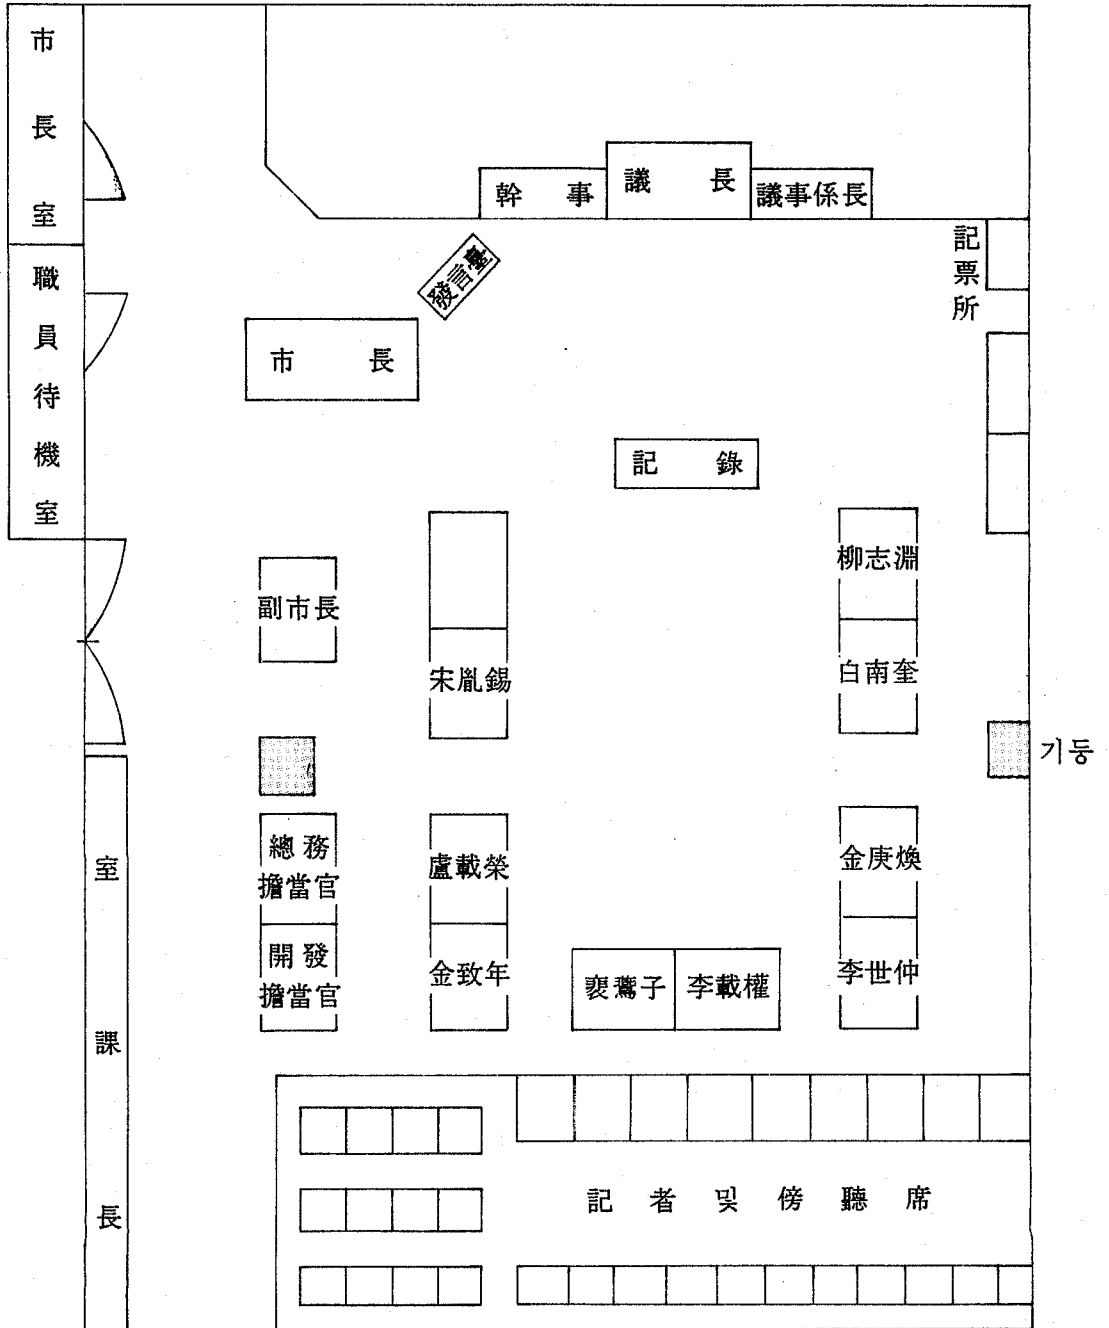 市長室
職員待機室
室課長
幹事
議長
議事係長
記票所
發言臺
市長
記錄
副市長
宋胤錫
柳志淵
白南奎
기둥
總務
擔當官
開發
擔當官
盧載榮
金致年
金庚煥
李世仲
李載權
記者및傍聽席